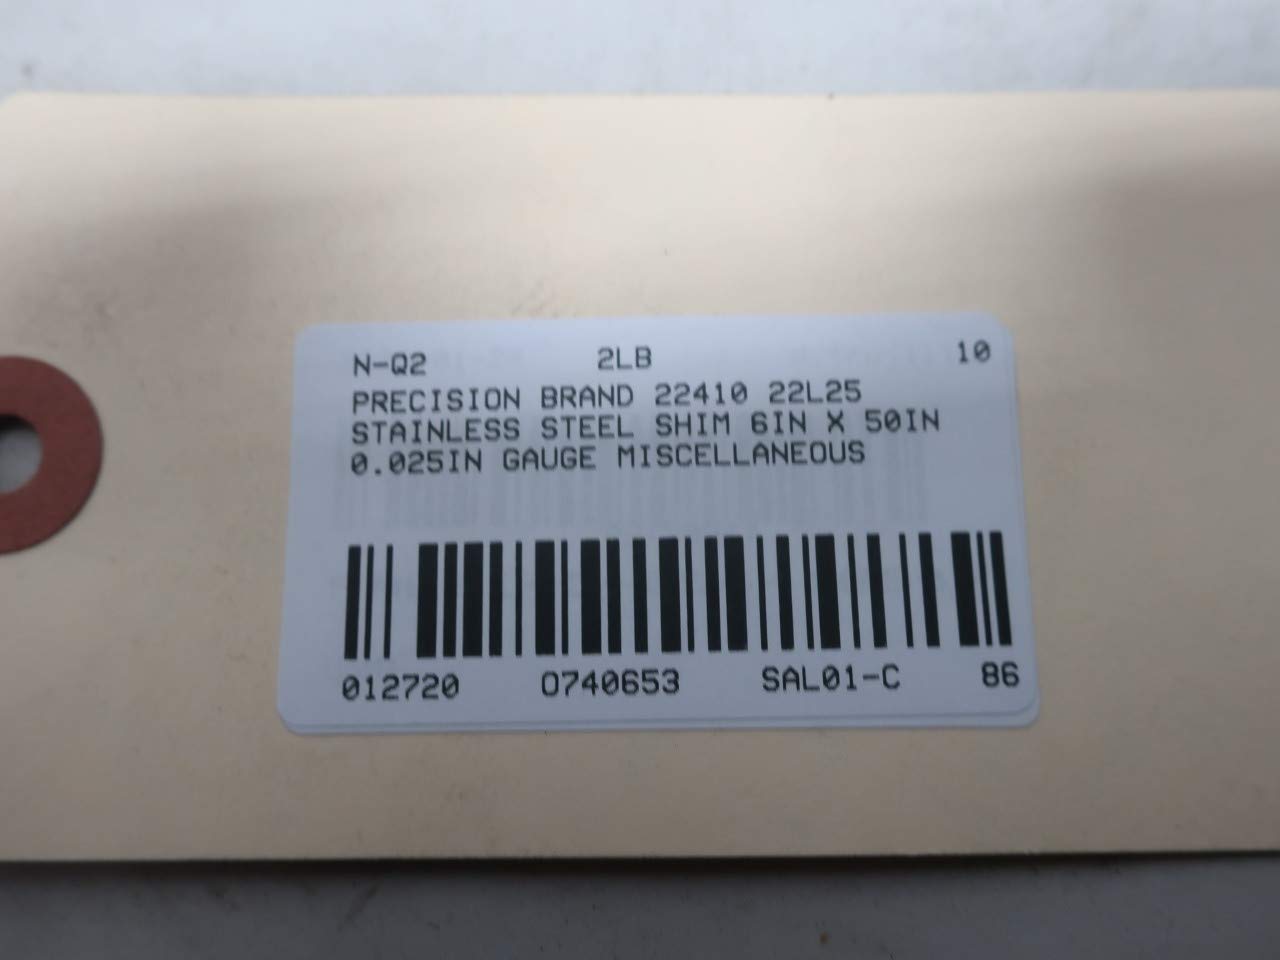 N-Q2 2LB 10
PRECISION BRAND 22410 22L25
STAINLESS STEEL SHIM 6IN X 50IN
0.025IN GAUGE MISCELLANEOUS
012720 0740653 SAL01-C 86